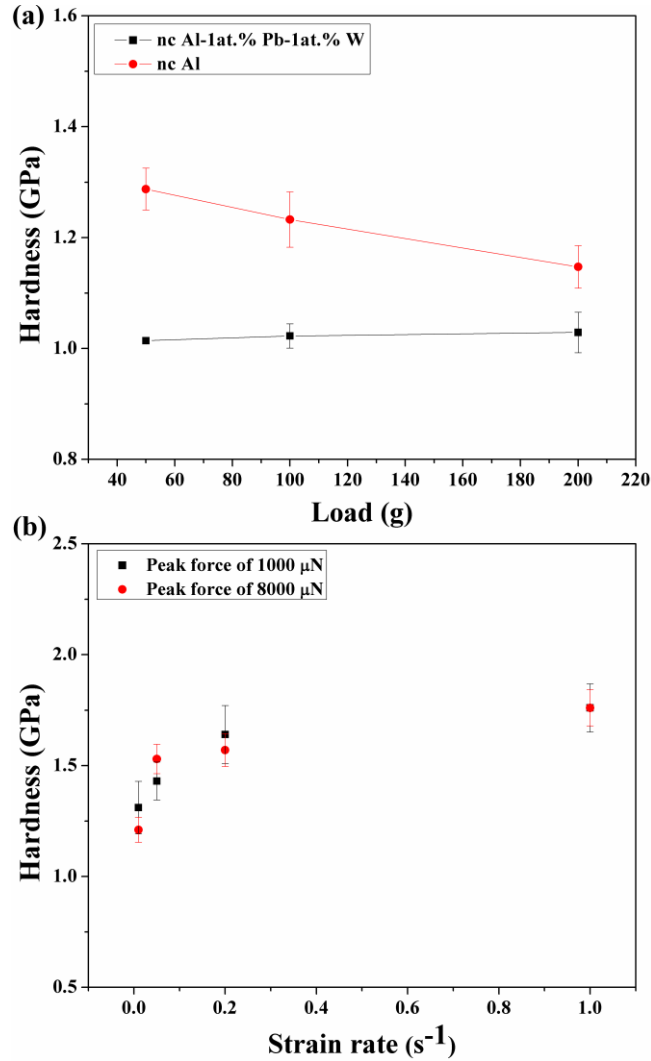 (a)
1.6
nc Al-1at.% Pb-1at.% W
nc Al
1.4
1.2
1.0
0.8
Hardness (GPa)
40 60 80 100 120 140 160 180 200 220
Load (g)
(b)
2.5
Peak force of 1000 μN
Peak force of 8000 μN
2.0
1.5
1.0
0.5
Hardness (GPa)
0.0 0.2 0.4 0.6 0.8 1.0
Strain rate (s-1)